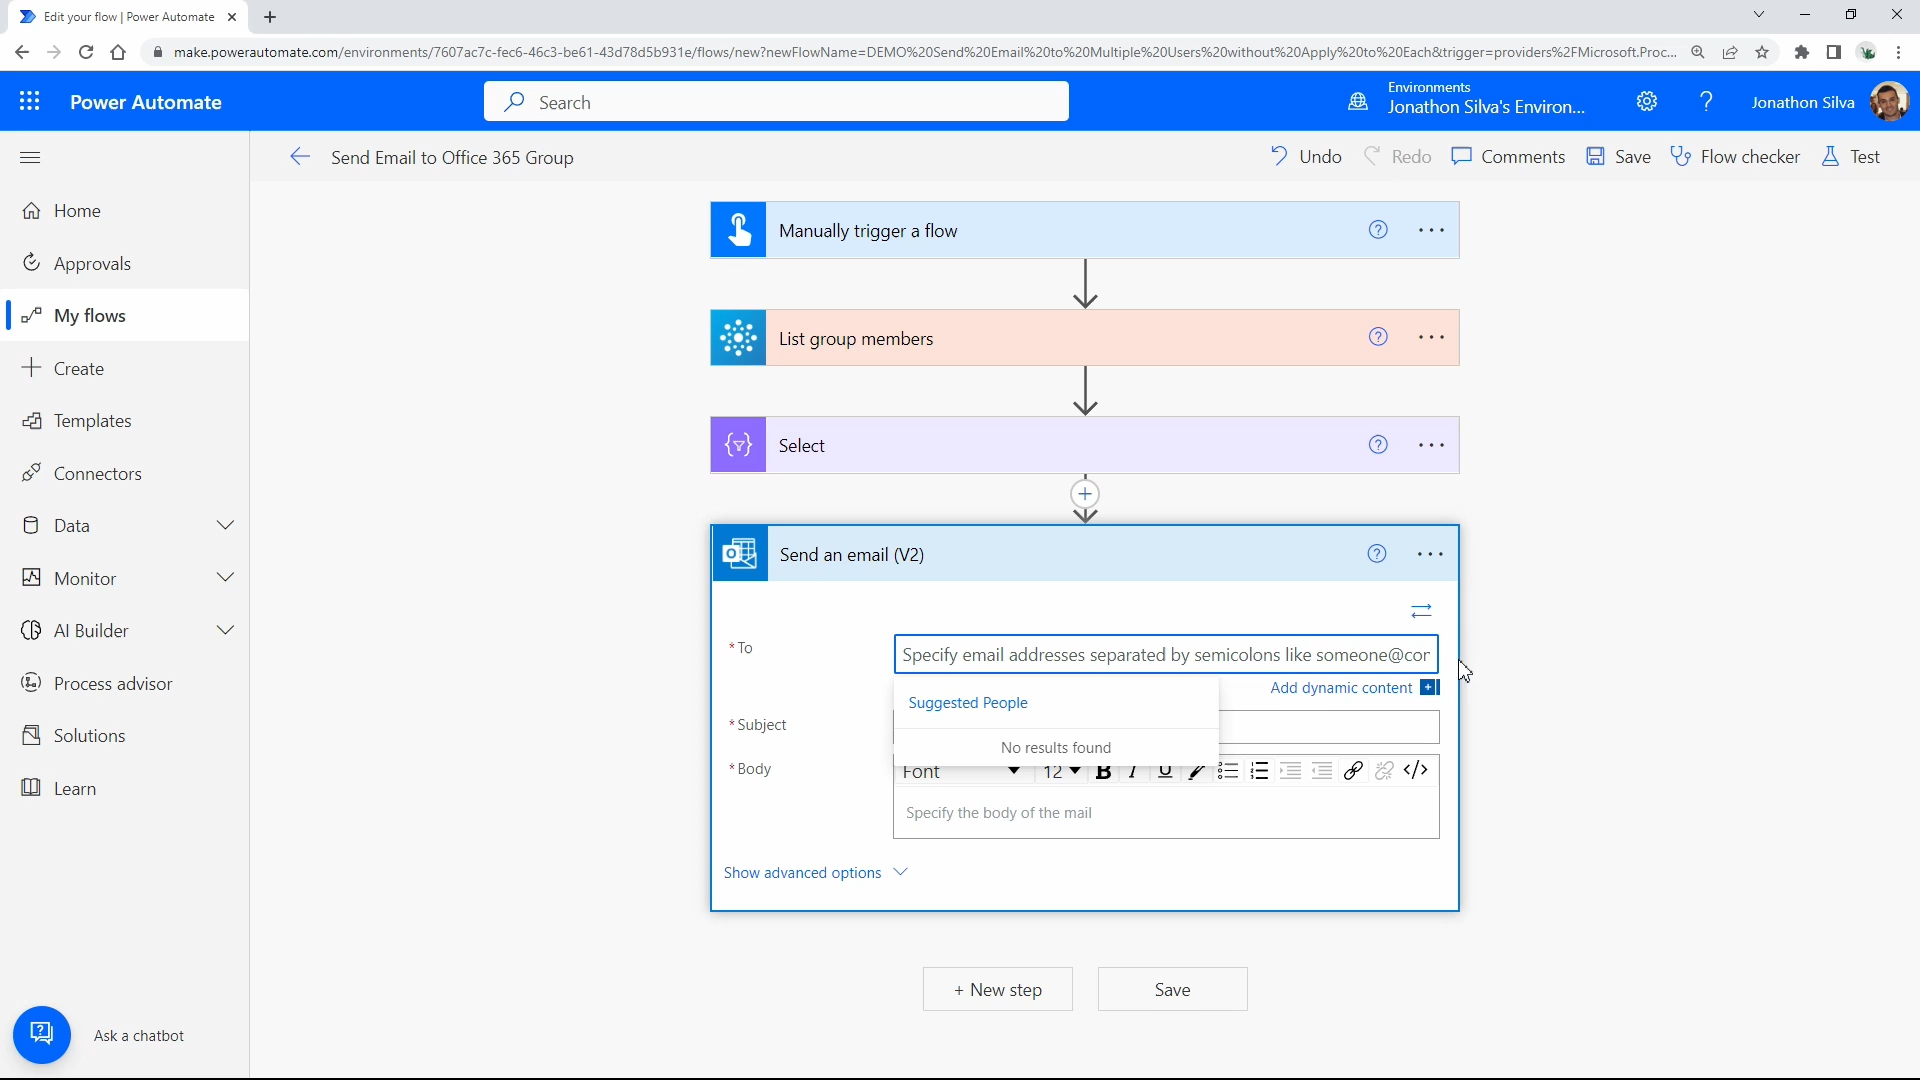 Edit your flow | Power Automate
make.powerautomate.com/environments/7607ac7c-fec6-46c3-be61-43d78d5b931e/flows/new?newFlowName=DEMO%20Send%20Email%20to%20Multiple%20Users%20without%20Apply%20to%20Each&trigger=providers%2FMicrosoft.Proc...
Power Automate
Search
Environments
Jonathon Silva's Environ...
Jonathon Silva
Send Email to Office 365 Group
Undo
Redo
Comments
Save
Flow checker
Test
Home
Approvals
My flows
Create
Templates
Connectors
Data
Monitor
AI Builder
Process advisor
Solutions
Learn
Ask a chatbot
Manually trigger a flow
List group members
Select
Send an email (V2)
* To
Specify email addresses separated by semicolons like someone@cor
Add dynamic content
Suggested People
No results found
* Subject
* Body
Font
12
B I U
Specify the body of the mail
Show advanced options
+ New step
Save